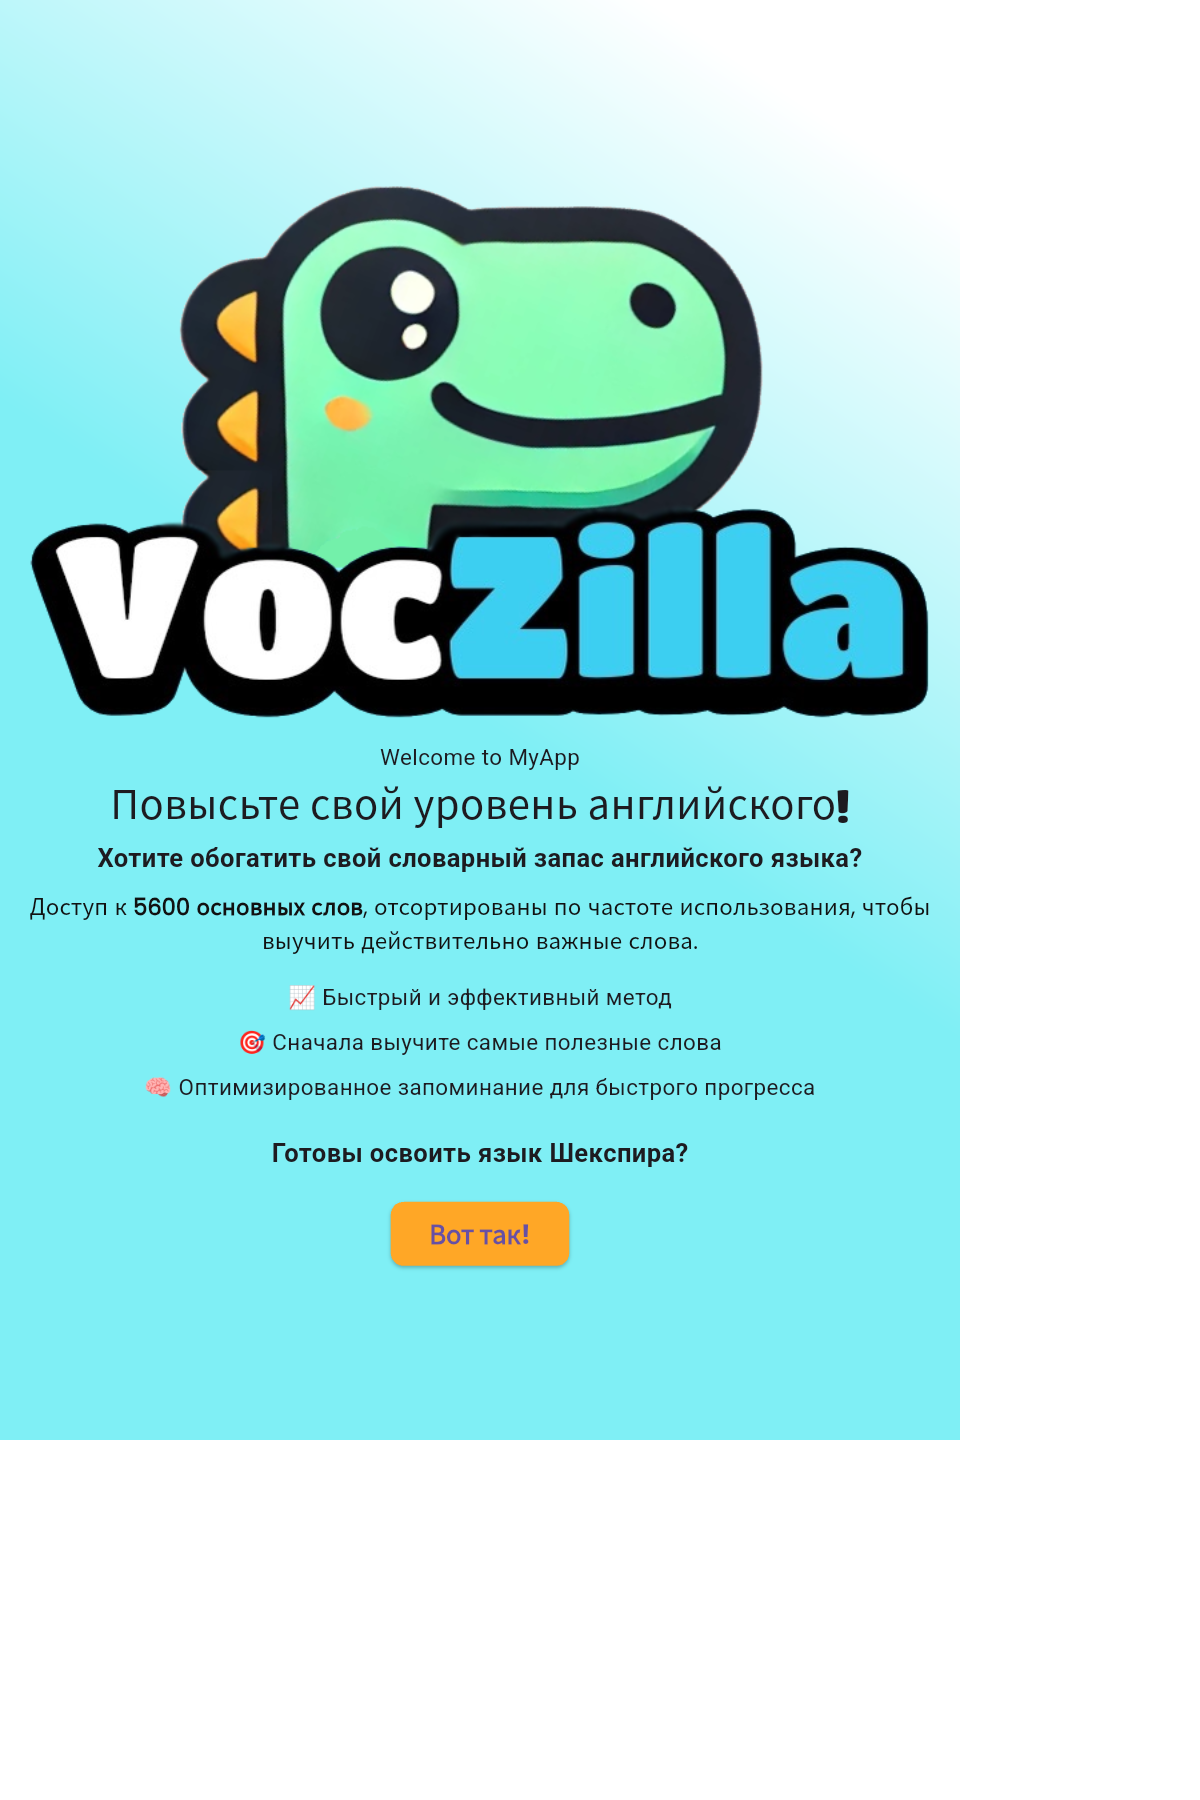 VocZilla
Welcome to MyApp
Повысьте свой уровень английского!
Хотите обогатить свой словарный запас английского языка?
Доступ к 5600 основных слов, отсортированы по частоте использования, чтобы
выучить действительно важные слова.
📈 Быстрый и эффективный метод
🎯 Сначала выучите самые полезные слова
🧠 Оптимизированное запоминание для быстрого прогресса
Готовы освоить язык Шекспира?
Вот так!